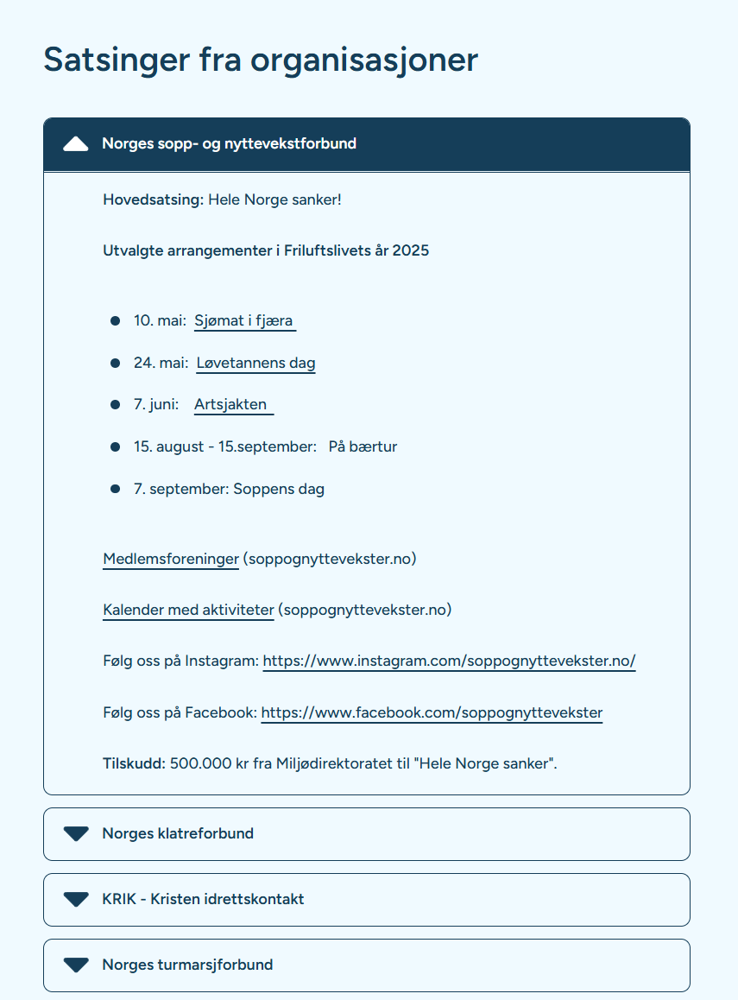 Satsinger fra organisasjoner
Norges sopp- og nyttevekstforbund
Hovedsatsing: Hele Norge sanker!
Utvalgte arrangementer i Friluftslivets år 2025
10. mai: Sjømat i fjæra
24. mai: Løvetannens dag
7. juni: Artsjakten
15. august - 15.september: På bærtur
7. september: Soppens dag
Medlemsforeninger (soppognyttevekster.no)
Kalender med aktiviteter (soppognyttevekster.no)
Følg oss på Instagram: https://www.instagram.com/soppognyttevekster.no/
Følg oss på Facebook: https://www.facebook.com/soppognyttevekster
Tilskudd: 500.000 kr fra Miljødirektoratet til "Hele Norge sanker".
Norges klatreforbund
KRIK - Kristen idrettskontakt
Norges turmarsjforbund